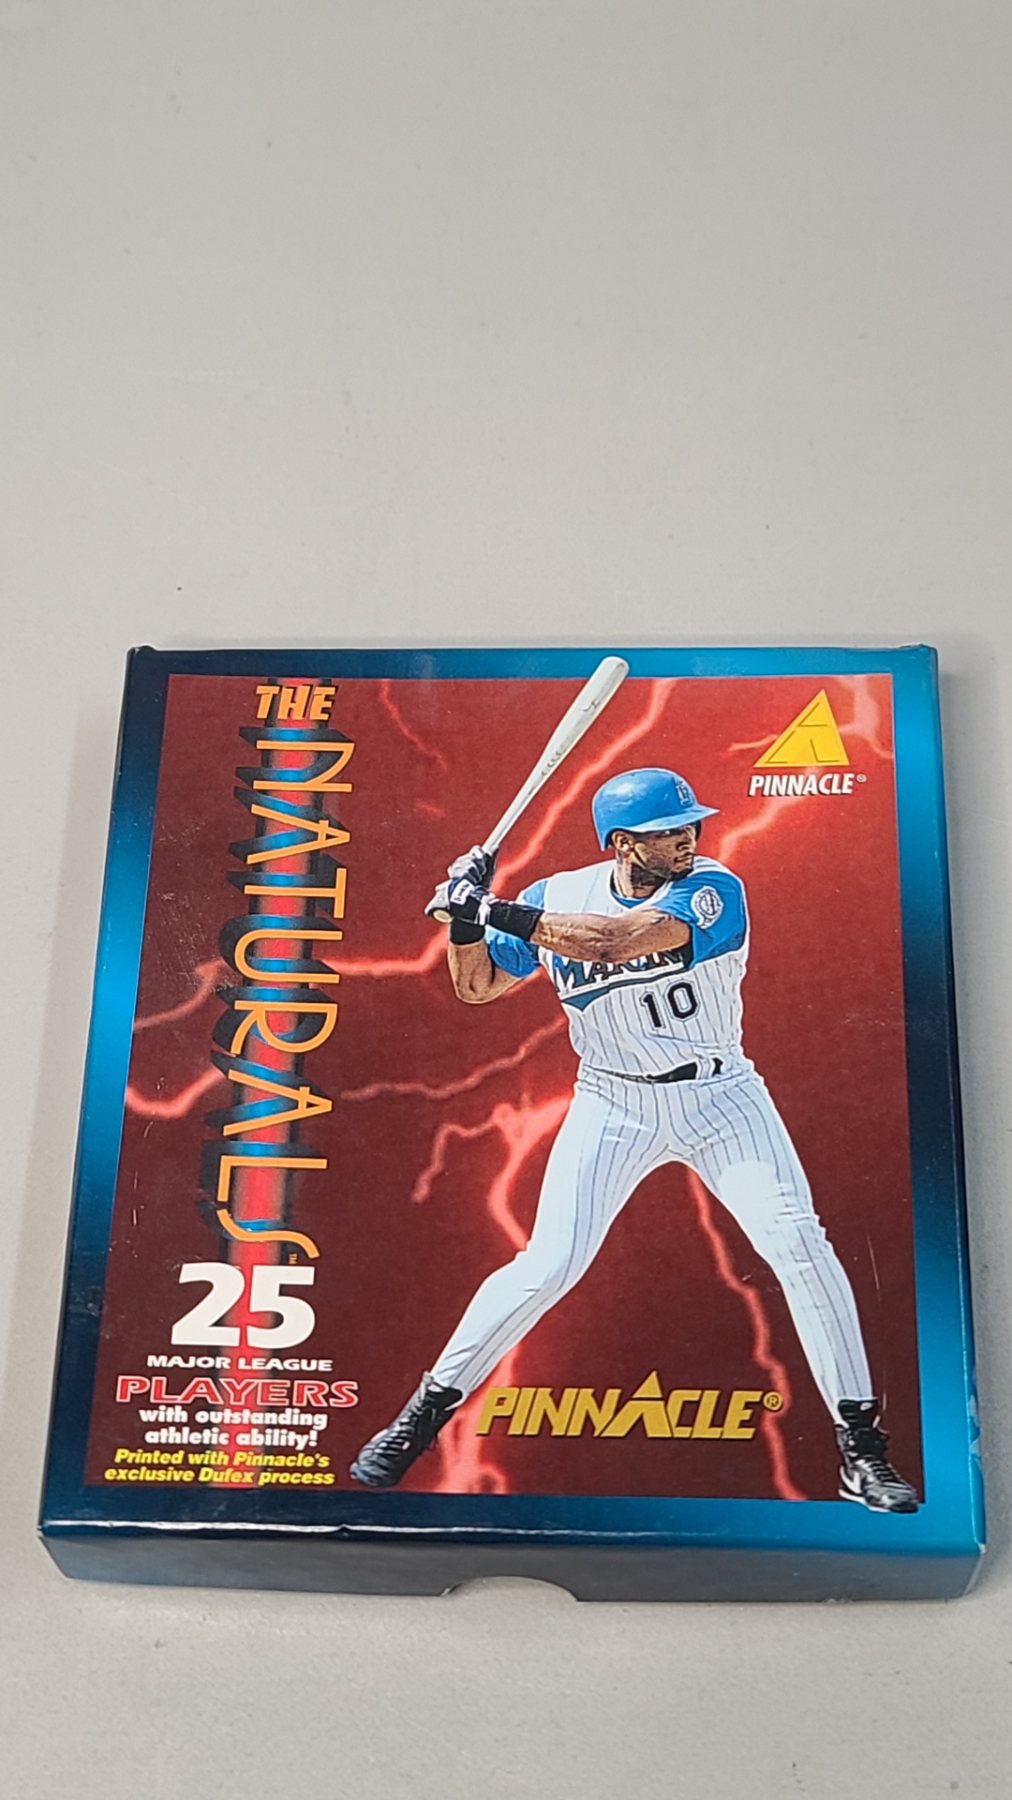 THE
NATURALS™
PINNACLE®
MARLINS
10
25
MAJOR LEAGUE
PLAYERS
with outstanding
athletic ability!
Printed with Pinnacle's
exclusive Dufex process
PINNACLE®